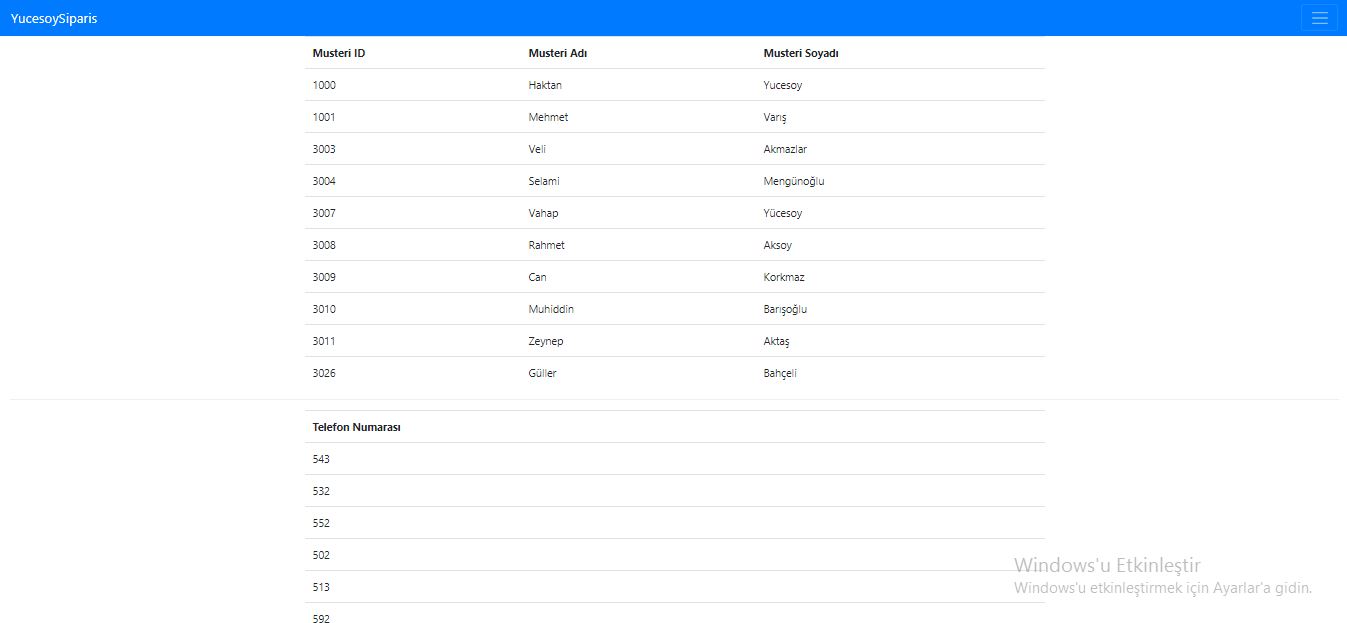 YucesoySiparis
Musteri ID Musteri Adı Musteri Soyadı
1000 Haktan Yucesoy
1001 Mehmet Varış
3003 Veli Akmazlar
3004 Selami Mengünoğlu
3007 Vahap Yücesoy
3008 Rahmet Aksoy
3009 Can Korkmaz
3010 Muhiddin Barışoğlu
3011 Zeynep Aktaş
3026 Güller Bahçeli
Telefon Numarası
543
532
552
502
513
592
Windows'u Etkinleştir
Windows'u etkinleştirmek için Ayarlar'a gidin.